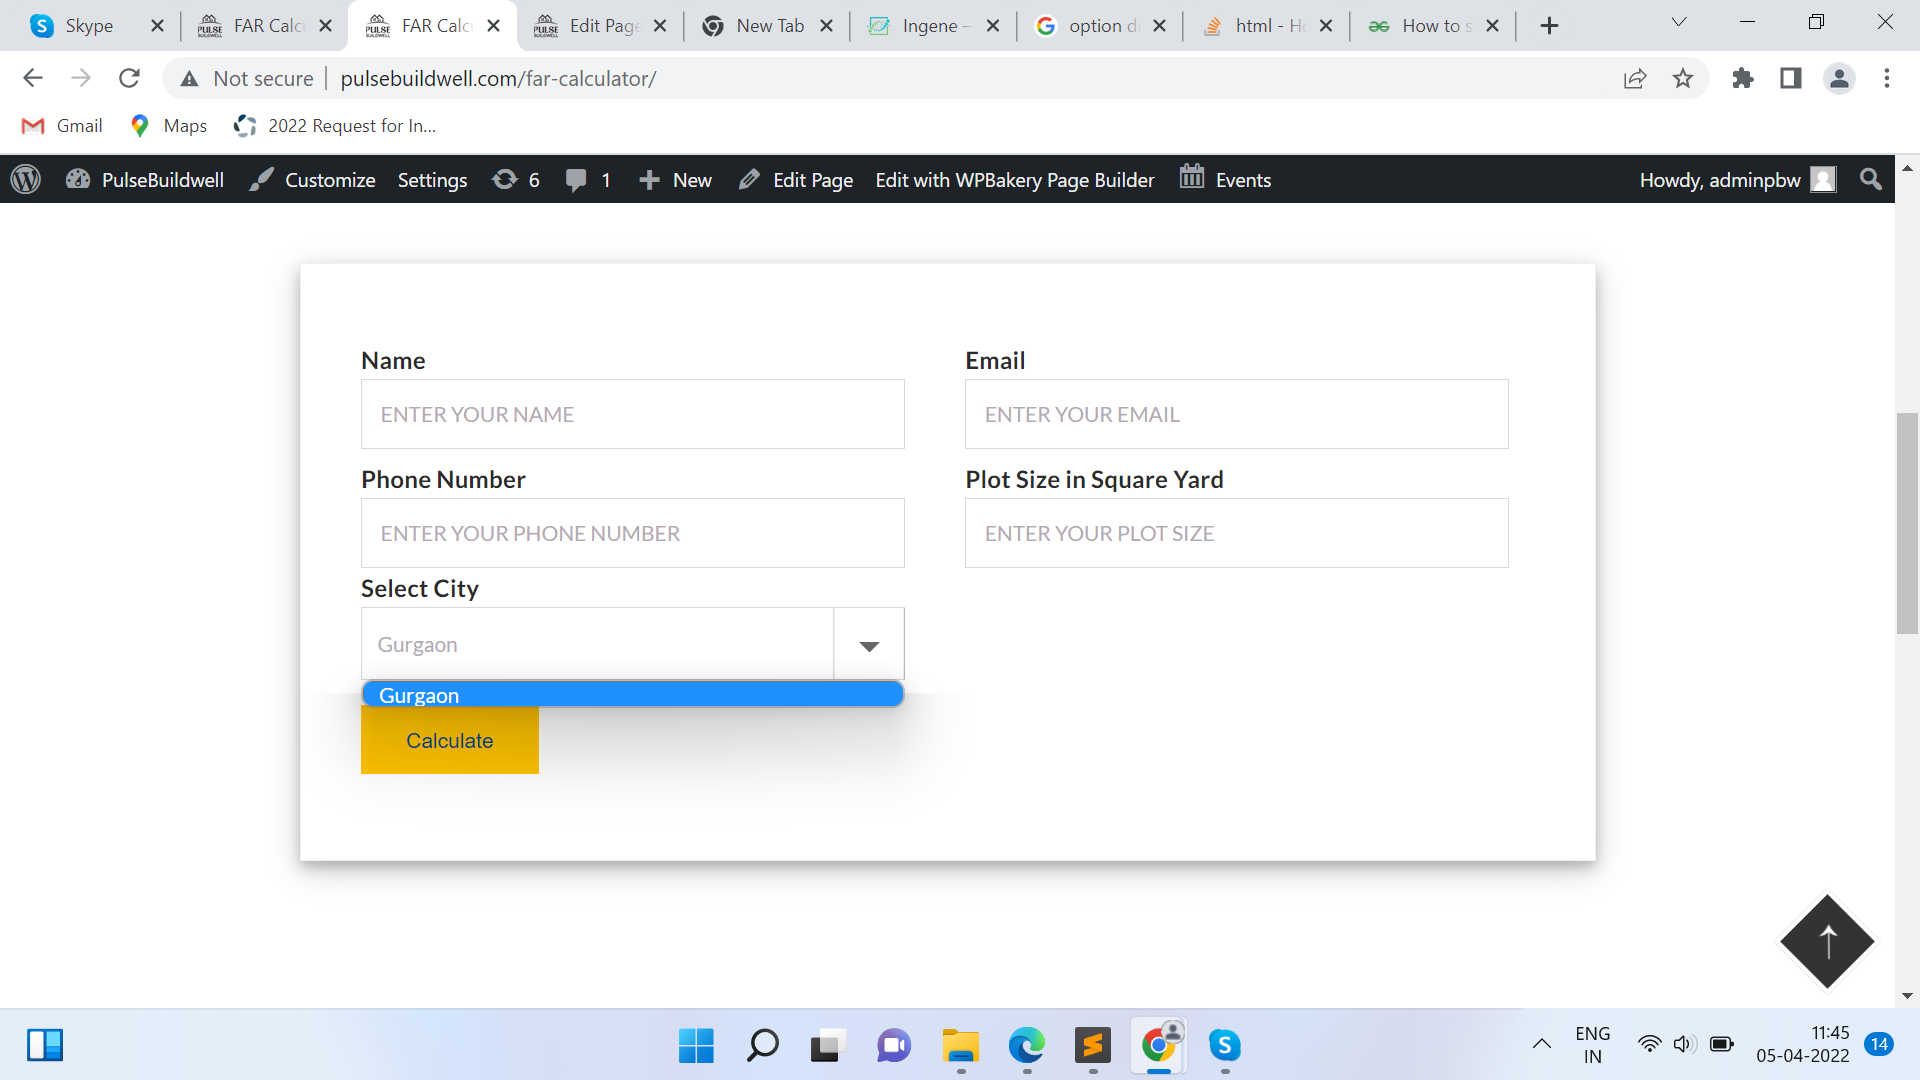 Skype
FAR Calc
FAR Calc
Edit Page
New Tab
Ingene –
option d
html - Ho
How to s
Not secure
pulsebuildwell.com/far-calculator/
Gmail
Maps
2022 Request for In...
PulseBuildwell
Customize
Settings
6
1
New
Edit Page
Edit with WPBakery Page Builder
Events
Howdy, adminpbw
Name
Email
ENTER YOUR NAME
ENTER YOUR EMAIL
Phone Number
Plot Size in Square Yard
ENTER YOUR PHONE NUMBER
ENTER YOUR PLOT SIZE
Select City
Gurgaon
Gurgaon
Calculate
ENG
IN
11:45
05-04-2022
14